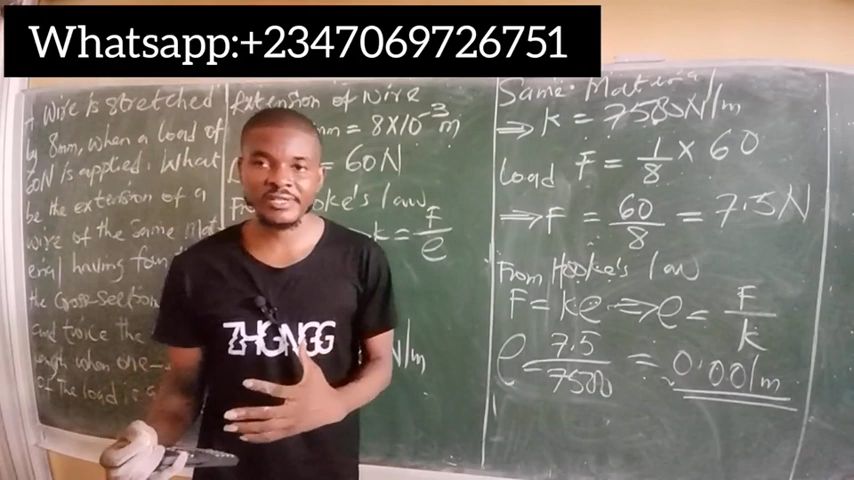 Whatsapp:+2347069726751
A Wire is stretched
by 8mm, when a load of
60N is applied. What
be the extension of a
wire of the Same Mat
erial having four
the Cross-section
and twice the
length when one-
of the load is a
Extension of Wire
mm = 8X10⁻³m
= 60N
Hooke's law
k = F/e
N/m
Same Materia
⇒ k = 7500N/m
Load F = 1/8 × 60
⇒ F = 60/8 = 7.5N
From Hooke's law
F = ke ⇒ e = F/k
e = 7.5/7500 = 0.001m
ZHGNGG